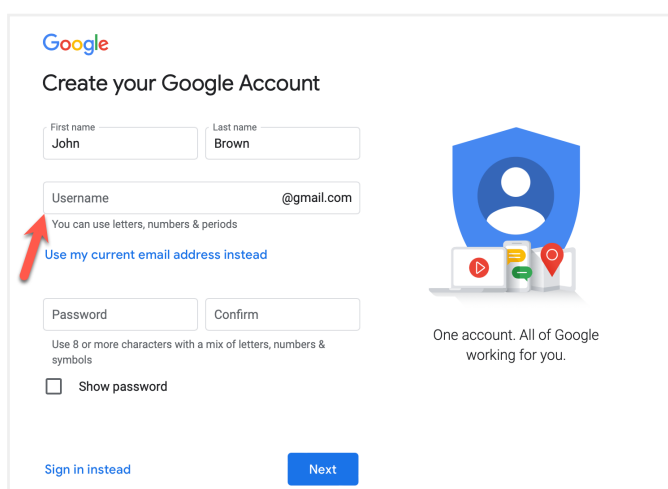 Google
Create your Google Account
First name
Last name
John
Brown
Username @gmail.com
You can use letters, numbers & periods
Use my current email address instead
Password
Confirm
Use 8 or more characters with a mix of letters, numbers &
symbols
Show password
Sign in instead
Next
One account. All of Google
working for you.